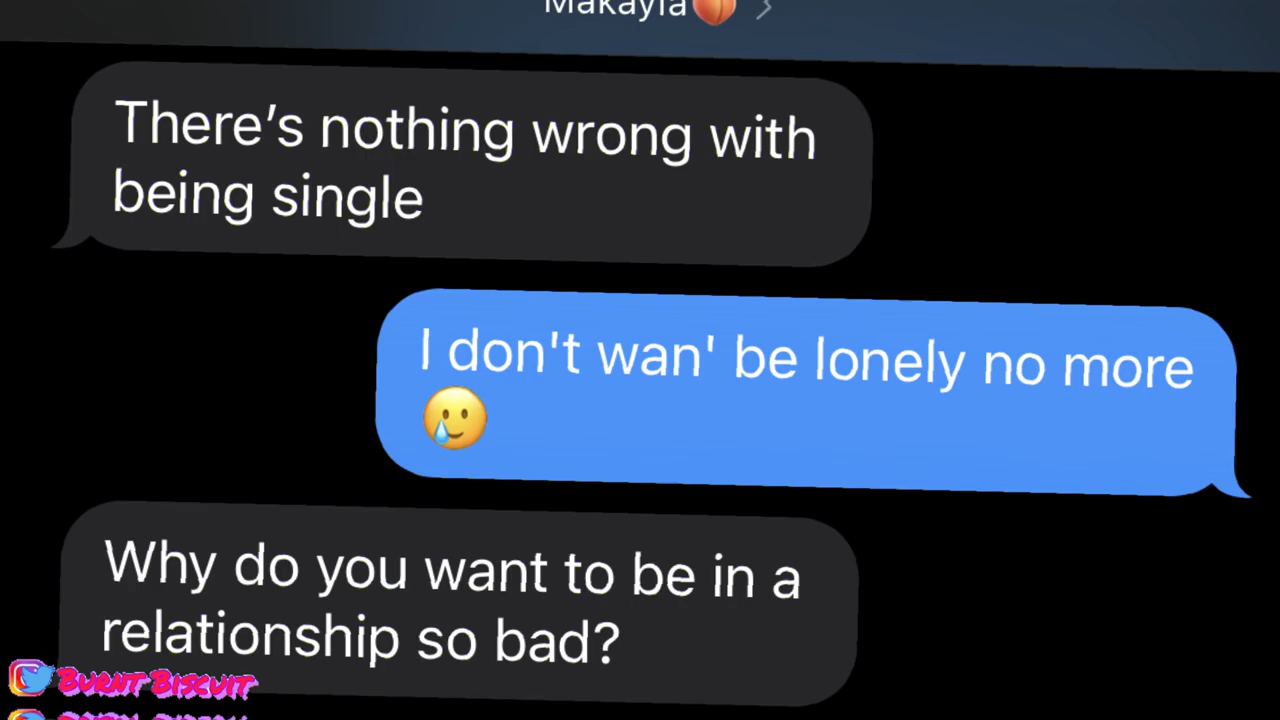 Makayla🍑
There’s nothing wrong with
being single
I don't wan' be lonely no more
🥲
Why do you want to be in a
relationship so bad?
Burnt Biscuit